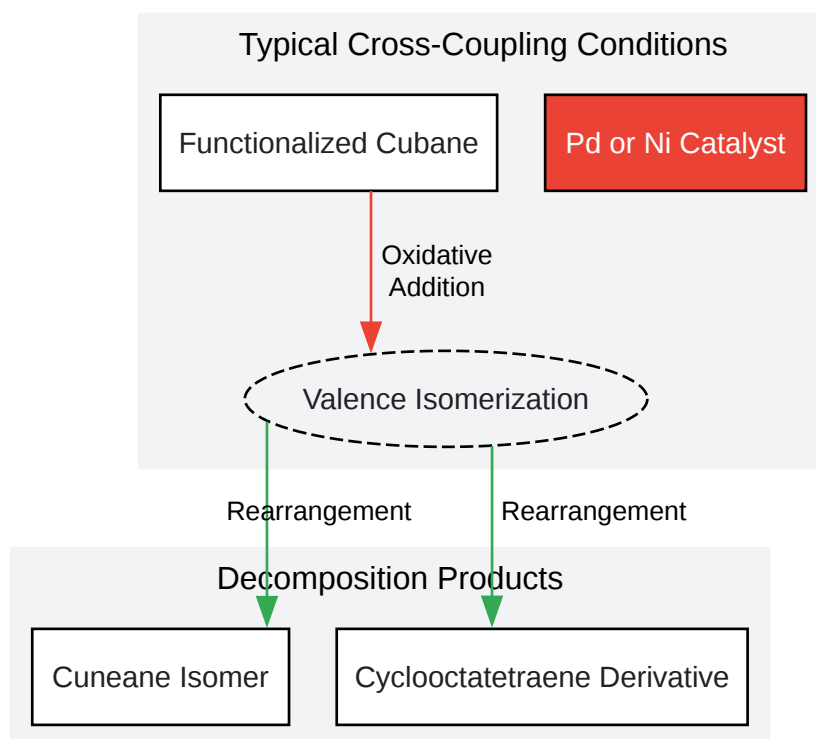 Typical Cross-Coupling Conditions
Functionalized Cubane
Pd or Ni Catalyst
Oxidative
Addition
Valence Isomerization
Rearrangement
Rearrangement
Decomposition Products
Cuneane Isomer
Cyclooctatetraene Derivative